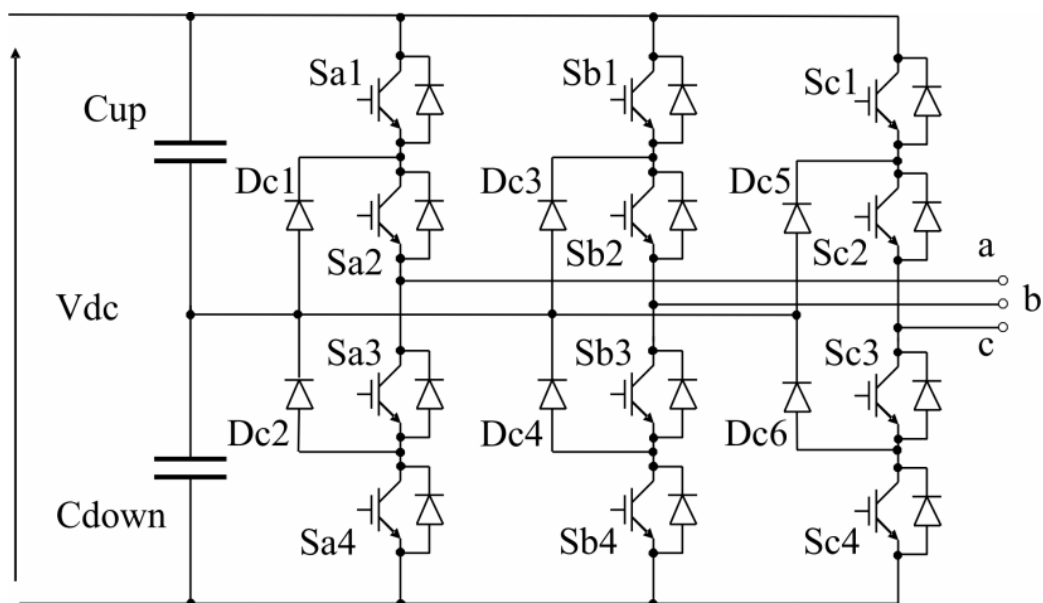 Sa1
Sb1
Sc1
Cup
Dc1
Dc3
Dc5
Sa2
Sb2
Sc2
a
Vdc
b
Sa3
Sb3
Sc3
c
Dc2
Dc4
Dc6
Cdown
Sa4
Sb4
Sc4